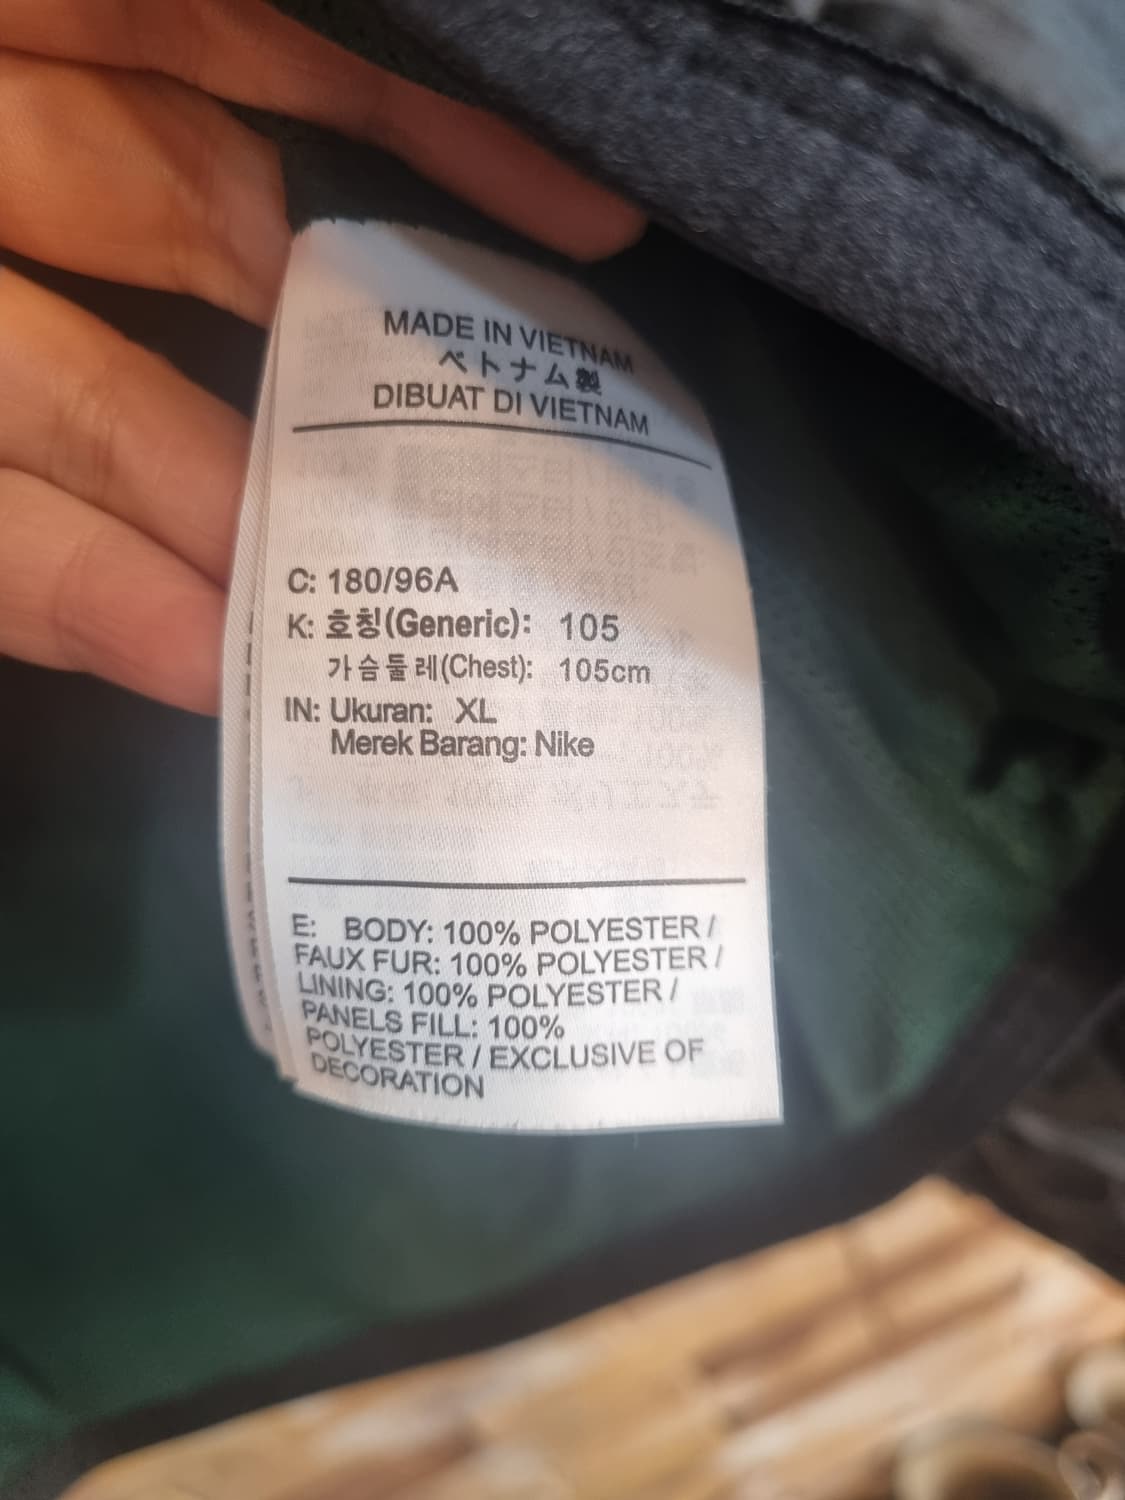 MADE IN VIETNAM
ベトナム製
DIBUAT DI VIETNAM
C: 180/96A
K: 호칭(Generic): 105
가슴둘레(Chest): 105cm
IN: Ukuran: XL
Merek Barang: Nike
E: BODY: 100% POLYESTER /
FAUX FUR: 100% POLYESTER /
LINING: 100% POLYESTER /
PANELS FILL: 100%
POLYESTER / EXCLUSIVE OF
DECORATION